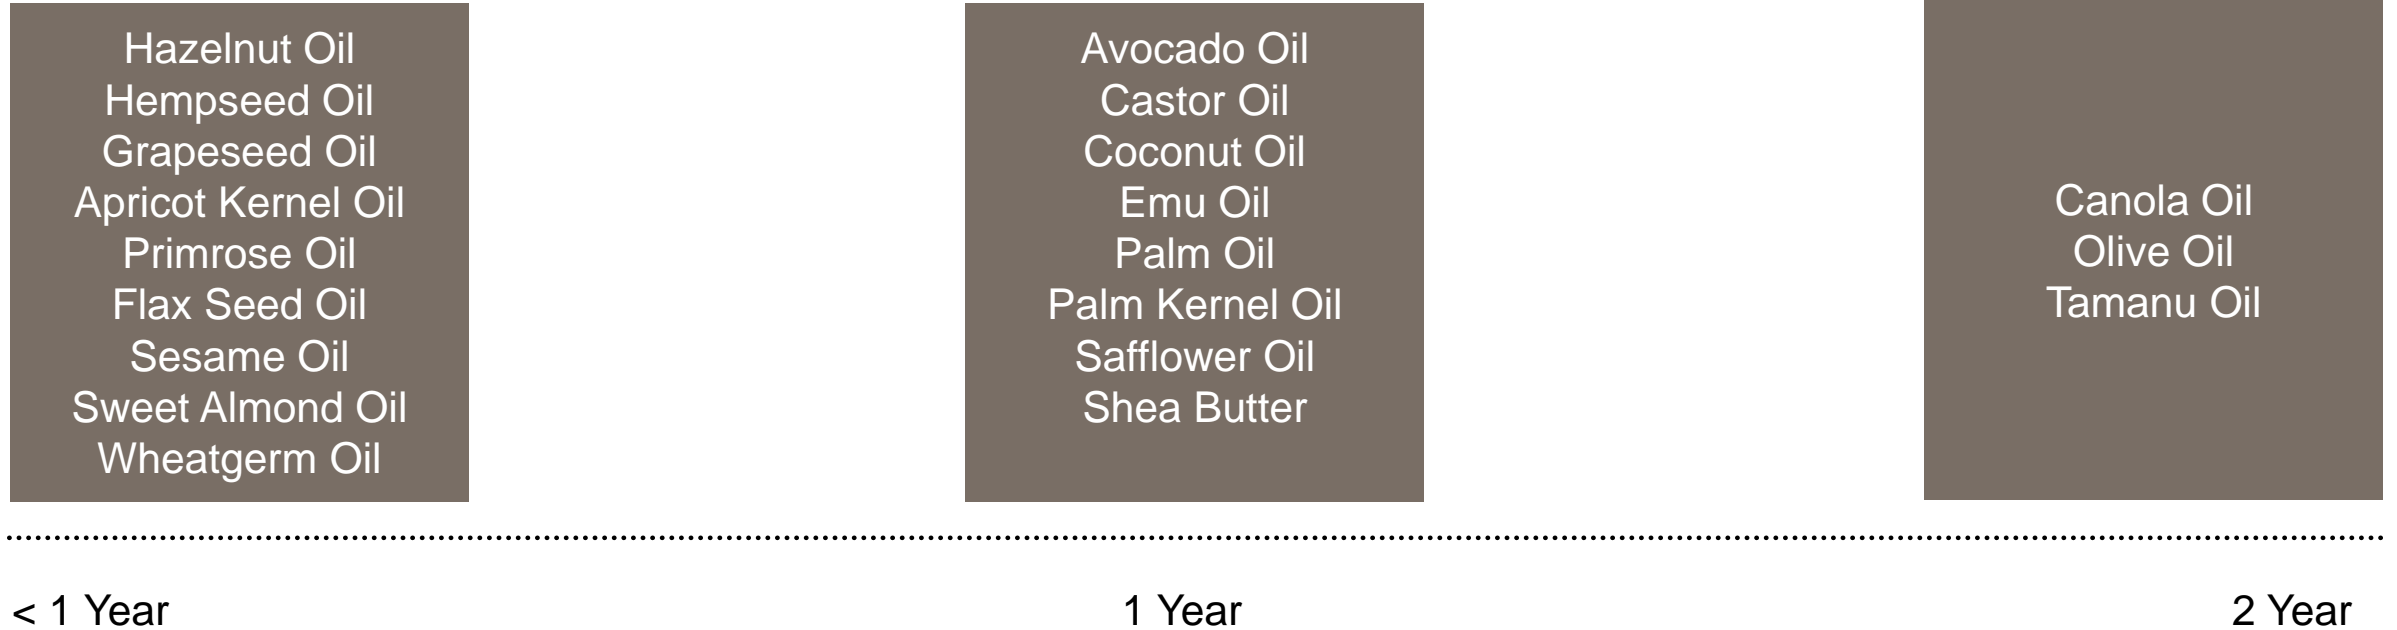 Hazelnut Oil
Hempseed Oil
Grapeseed Oil
Apricot Kernel Oil
Primrose Oil
Flax Seed Oil
Sesame Oil
Sweet Almond Oil
Wheatgerm Oil
Avocado Oil
Castor Oil
Coconut Oil
Emu Oil
Palm Oil
Palm Kernel Oil
Safflower Oil
Shea Butter
Canola Oil
Olive Oil
Tamanu Oil
< 1 Year
1 Year
2 Year